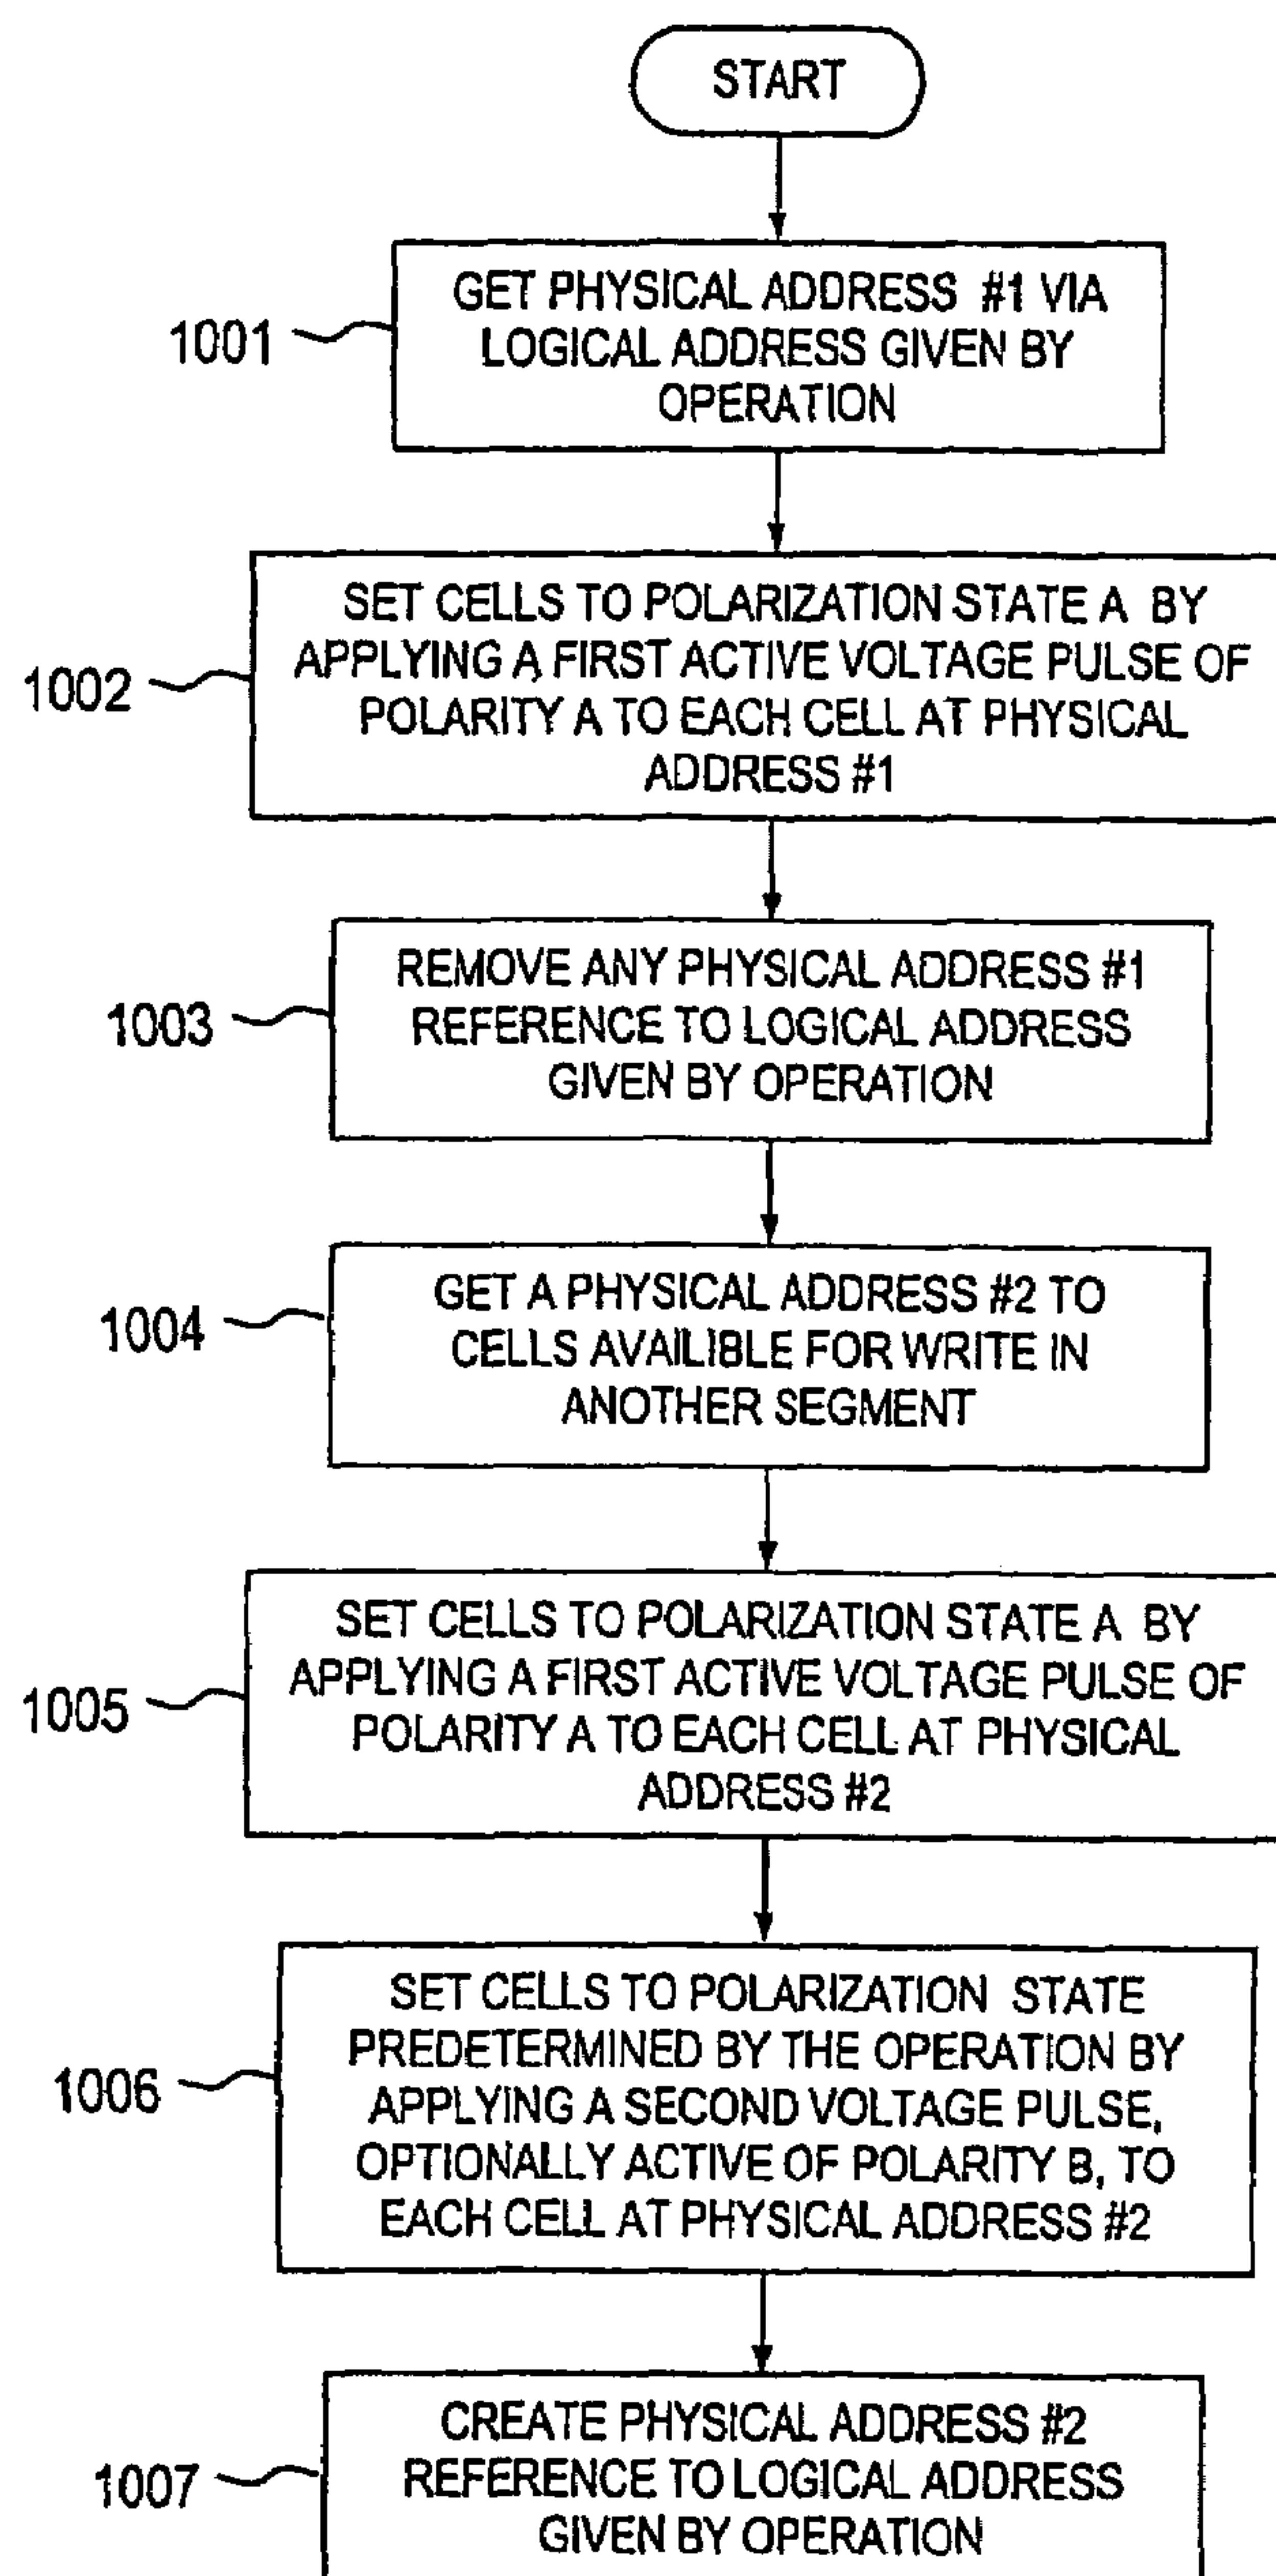 START
1001
GET PHYSICAL ADDRESS #1 VIA
LOGICAL ADDRESS GIVEN BY
OPERATION
1002
SET CELLS TO POLARIZATION STATE A BY
APPLYING A FIRST ACTIVE VOLTAGE PULSE OF
POLARITY A TO EACH CELL AT PHYSICAL
ADDRESS #1
1003
REMOVE ANY PHYSICAL ADDRESS #1
REFERENCE TO LOGICAL ADDRESS
GIVEN BY OPERATION
1004
GET A PHYSICAL ADDRESS #2 TO
CELLS AVAILIBLE FOR WRITE IN
ANOTHER SEGMENT
1005
SET CELLS TO POLARIZATION STATE A BY
APPLYING A FIRST ACTIVE VOLTAGE PULSE OF
POLARITY A TO EACH CELL AT PHYSICAL
ADDRESS #2
1006
SET CELLS TO POLARIZATION STATE
PREDETERMINED BY THE OPERATION BY
APPLYING A SECOND VOLTAGE PULSE,
OPTIONALLY ACTIVE OF POLARITY B, TO
EACH CELL AT PHYSICAL ADDRESS #2
1007
CREATE PHYSICAL ADDRESS #2
REFERENCE TO LOGICAL ADDRESS
GIVEN BY OPERATION